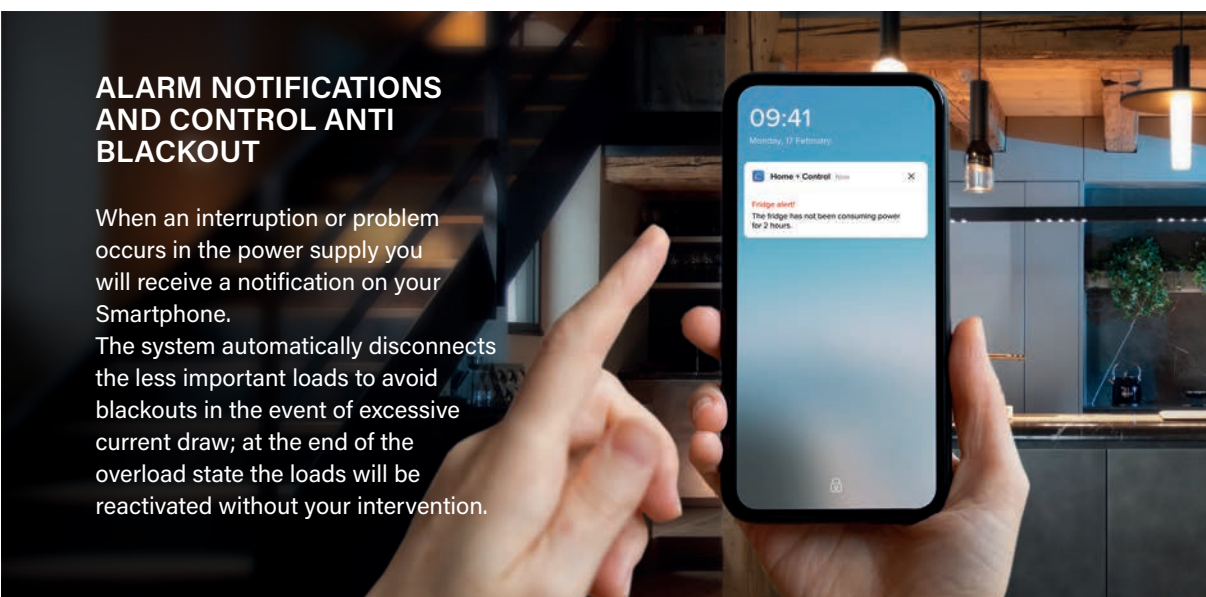 ALARM NOTIFICATIONS
AND CONTROL ANTI
BLACKOUT
When an interruption or problem
occurs in the power supply you
will receive a notification on your
Smartphone.
The system automatically disconnects
the less important loads to avoid
blackouts in the event of excessive
current draw; at the end of the
overload state the loads will be
reactivated without your intervention.
09:41
Monday, 17 February
Home + Control Now
Fridge alert!
The fridge has not been consuming power
for 2 hours.